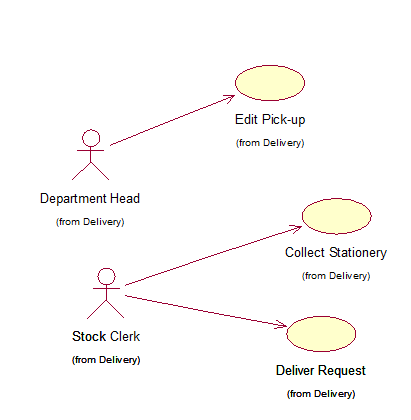 Edit Pick-up
(from Delivery)
Department Head
(from Delivery)
Collect Stationery
(from Delivery)
Stock Clerk
(from Delivery)
Deliver Request
(from Delivery)